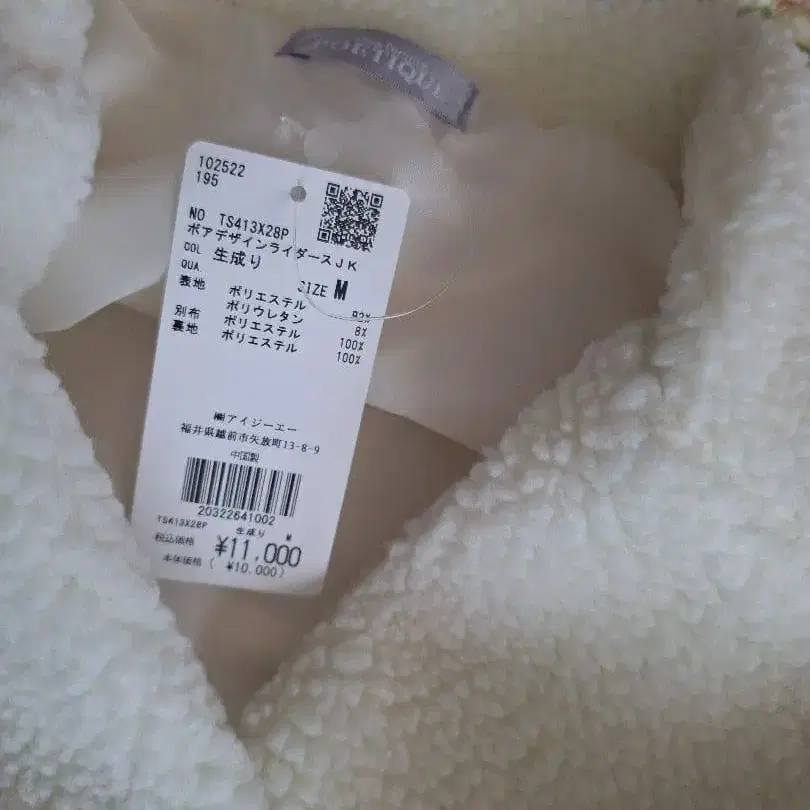 POETIQUE
102522
195
NO TS413X28P
ボアデザインライダースJK
COL 生成り
QUA. SIZE M
表地 ポリエステル 92%
ポリウレタン 8%
別布 ポリエステル 100%
裏地 ポリエステル 100%
㈱アイジーエー
福井県越前市矢放町13-8-9
中国製
20322641002
TS413X28P 生成り M
税込価格 ¥11,000
本体価格 ( ¥10,000)